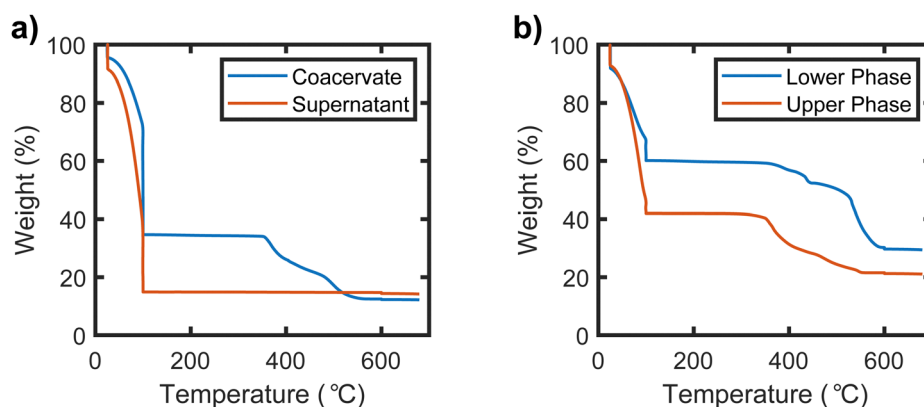 a)
100
80
60
40
20
0
Weight (%)
Coacervate
Supernatant
0 200 400 600
Temperature (°C)
b)
100
80
60
40
20
0
Weight (%)
Lower Phase
Upper Phase
0 200 400 600
Temperature (°C)